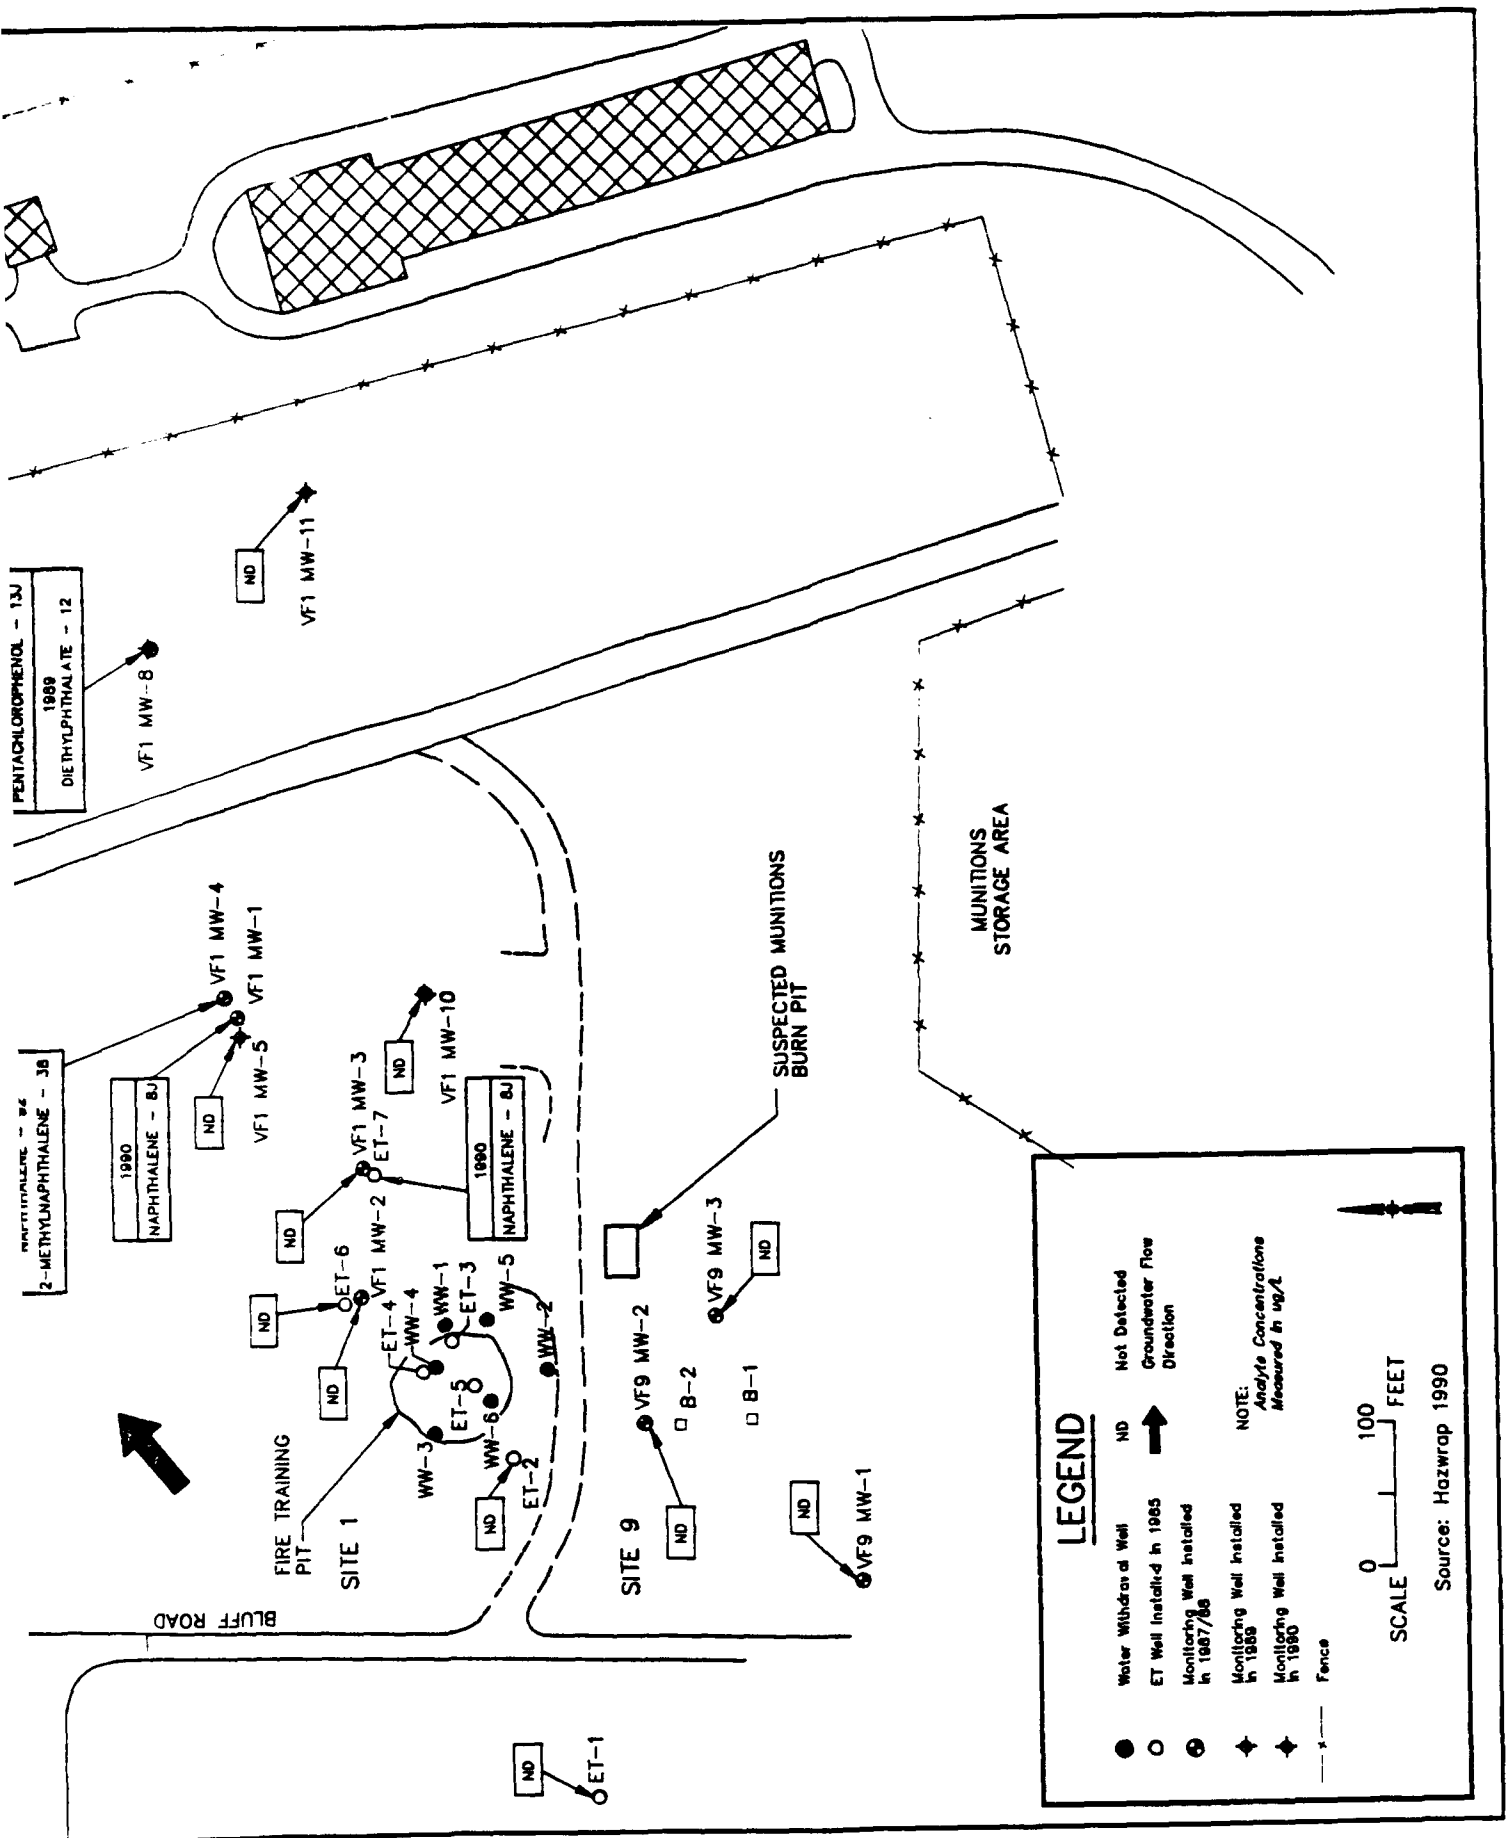 PENTACHLOROPHENOL - 13J
1989
DIETHYLPHTHALATE - 12
VF1 MW-8
ND
VF1 MW-11
2-METHYLNAPHTHALENE - 38
1990
NAPHTHALENE - 8J
ND
VF1 MW-4
VF1 MW-1
VF1 MW-5
ND
VF1 MW-3
ET-7
ND
VF1 MW-10
1990
NAPHTHALENE - 8J
ND
ET-6
VF1 MW-2
ND
ET-4
WW-4
WW-1
ET-3
WW-5
WW-2
ET-5
WW-6
WW-3
ET-2
ND
FIRE TRAINING
PIT
SITE 1
BLUFF ROAD
SITE 9
VF9 MW-2
ND
B-2
B-1
VF9 MW-3
ND
VF9 MW-1
ND
SUSPECTED MUNITIONS
BURN PIT
MUNITIONS
STORAGE AREA
ND
ET-1
LEGEND
Water Withdrawal Well
ET Well Installed in 1985
Monitoring Well Installed
in 1987/88
Monitoring Well Installed
in 1989
Monitoring Well Installed
in 1990
Fence
ND Not Detected
Groundwater Flow
Direction
NOTE:
Analyte Concentrations
Measured in ug/L
0 100
SCALE FEET
Source: Hazwrap 1990